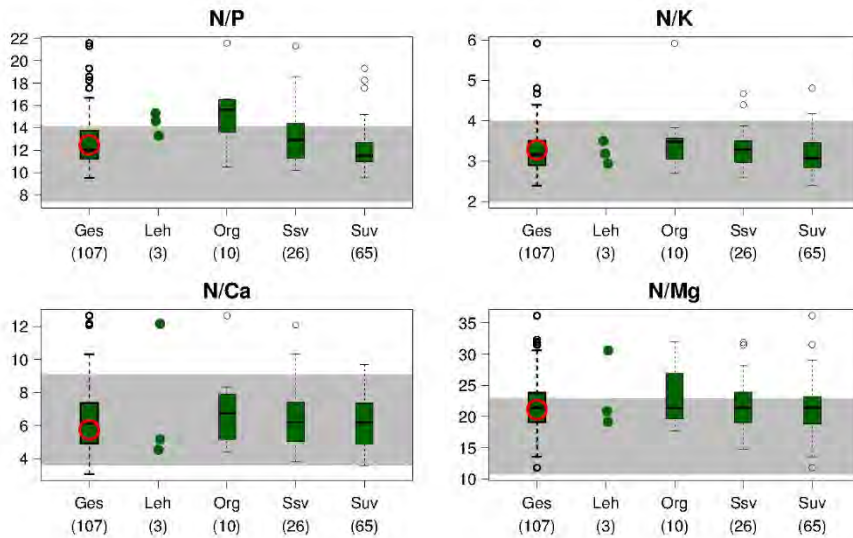 N/P
22
20
18
16
14
12
10
8
Ges Leh Org Ssv Suv
(107) (3) (10) (26) (65)
N/K
6
5
4
3
2
Ges Leh Org Ssv Suv
(107) (3) (10) (26) (65)
N/Ca
12
10
8
6
4
Ges Leh Org Ssv Suv
(107) (3) (10) (26) (65)
N/Mg
35
30
25
20
15
10
Ges Leh Org Ssv Suv
(107) (3) (10) (26) (65)